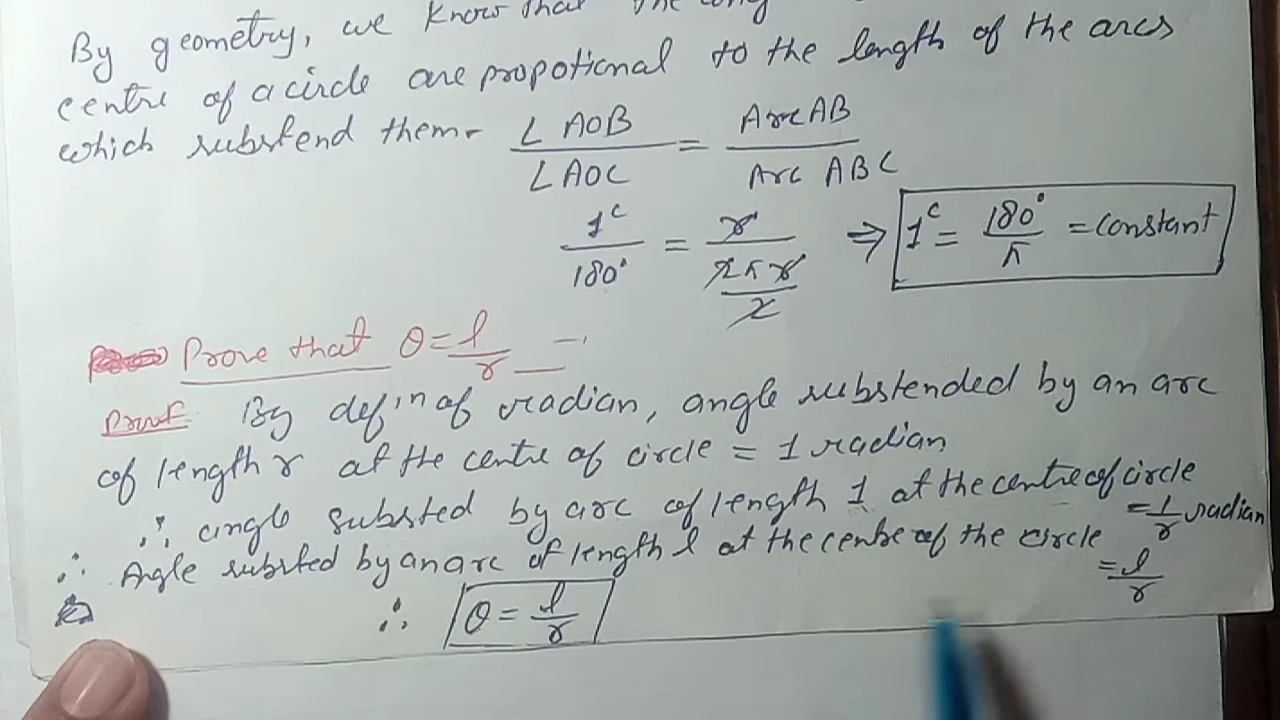 By geometry, we know that the
centre of a circle are propotional to the length of the arcs
which substend them- ∠AOB/∠AOC = Arc AB/Arc ABC
1ᶜ/180° = r/(2πr/2) ⇒ 1ᶜ = 180°/π = constant
Prove that θ = l/r —
Proof. By def'n of radian, angle substended by an arc
of length r at the centre of circle = 1 radian
∴ angle substed by arc of length 1 at the centre of circle = 1/r radian
∴ Angle substed by an arc of length l at the centre of the circle = l/r
∴ θ = l/r